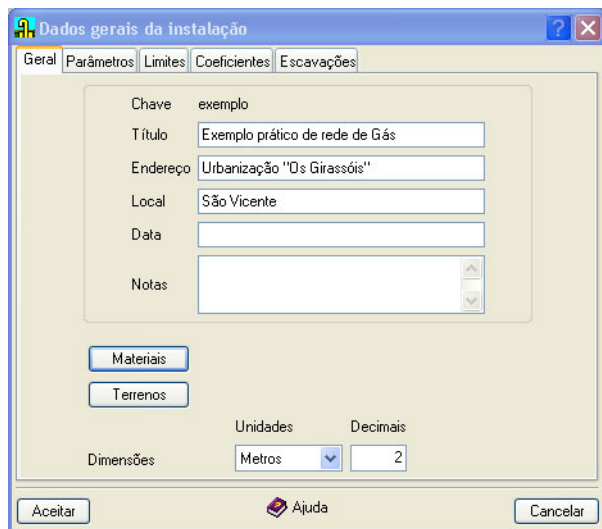 Dados gerais da instalação
Geral Parâmetros Limites Coeficientes Escavações
Chave exemplo
Título Exemplo prático de rede de Gás
Endereço Urbanização "Os Girassóis"
Local São Vicente
Data
Notas
Materiais
Terrenos
Unidades Decimais
Dimensões Metros 2
Aceitar Ajuda Cancelar